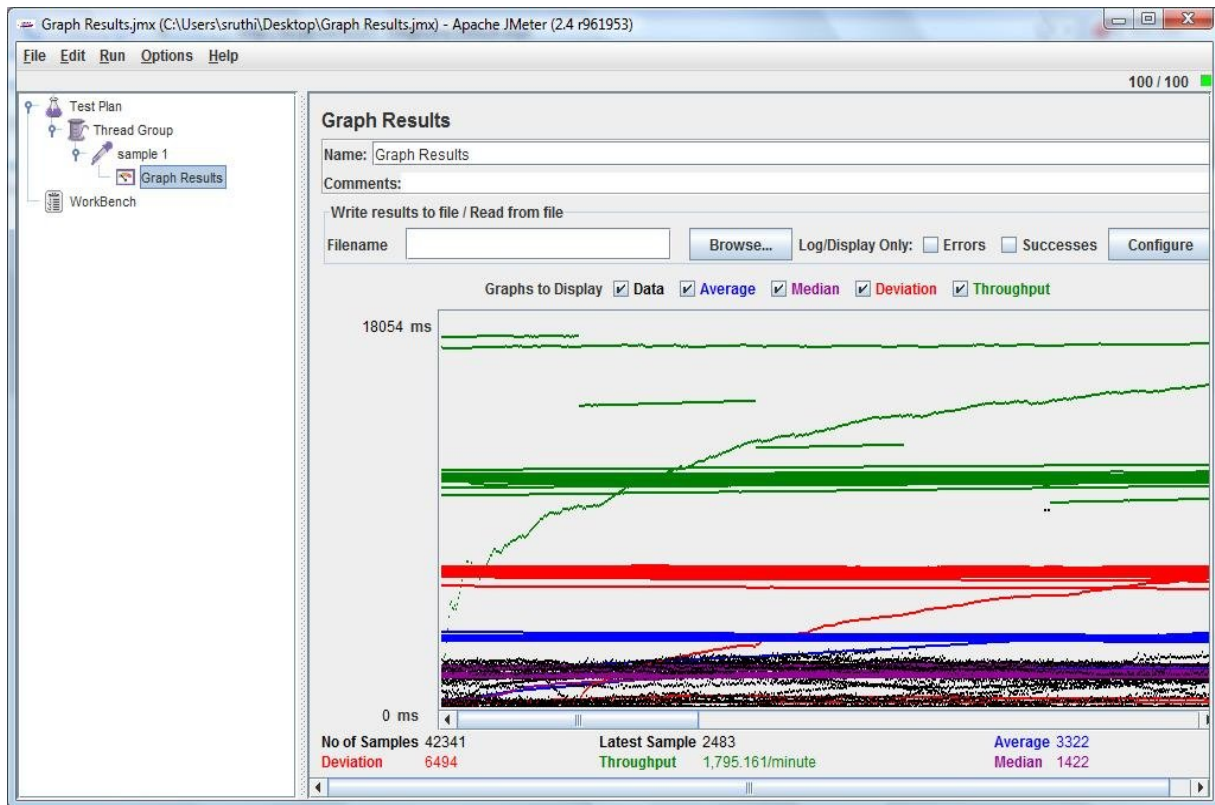 Graph Results.jmx (C:\Users\sruthi\Desktop\Graph Results.jmx) - Apache JMeter (2.4 r961953)
File Edit Run Options Help
100 / 100
Test Plan
Thread Group
sample 1
Graph Results
WorkBench
Graph Results
Name: Graph Results
Comments:
Write results to file / Read from file
Filename Browse... Log/Display Only: Errors Successes Configure
Graphs to Display Data Average Median Deviation Throughput
18054 ms
0 ms
No of Samples 42341 Latest Sample 2483 Average 3322
Deviation 6494 Throughput 1,795.161/minute Median 1422